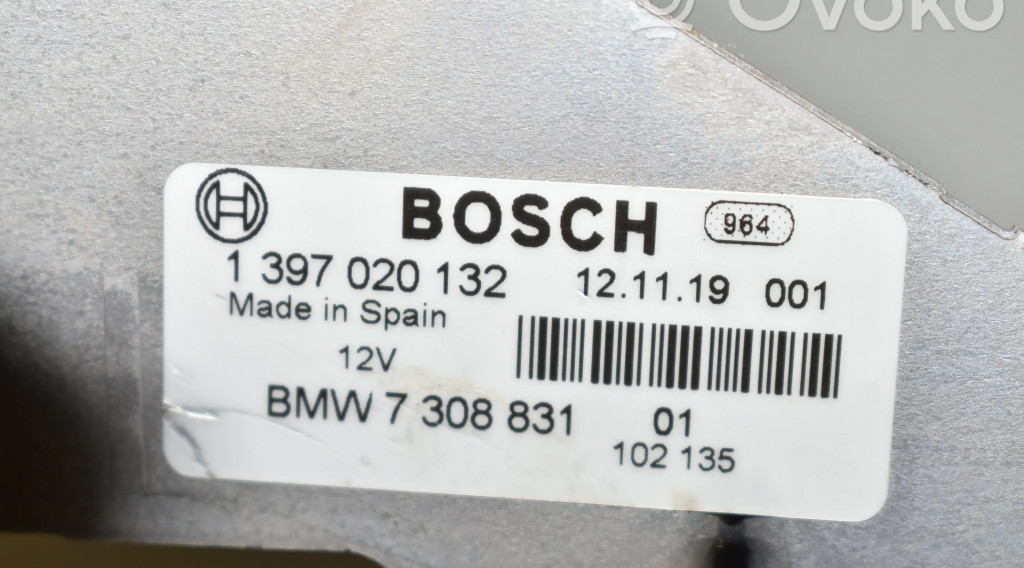 OVOKO
BOSCH 964
1 397 020 132 12.11.19 001
Made in Spain
12V
BMW 7 308 831 01
102 135